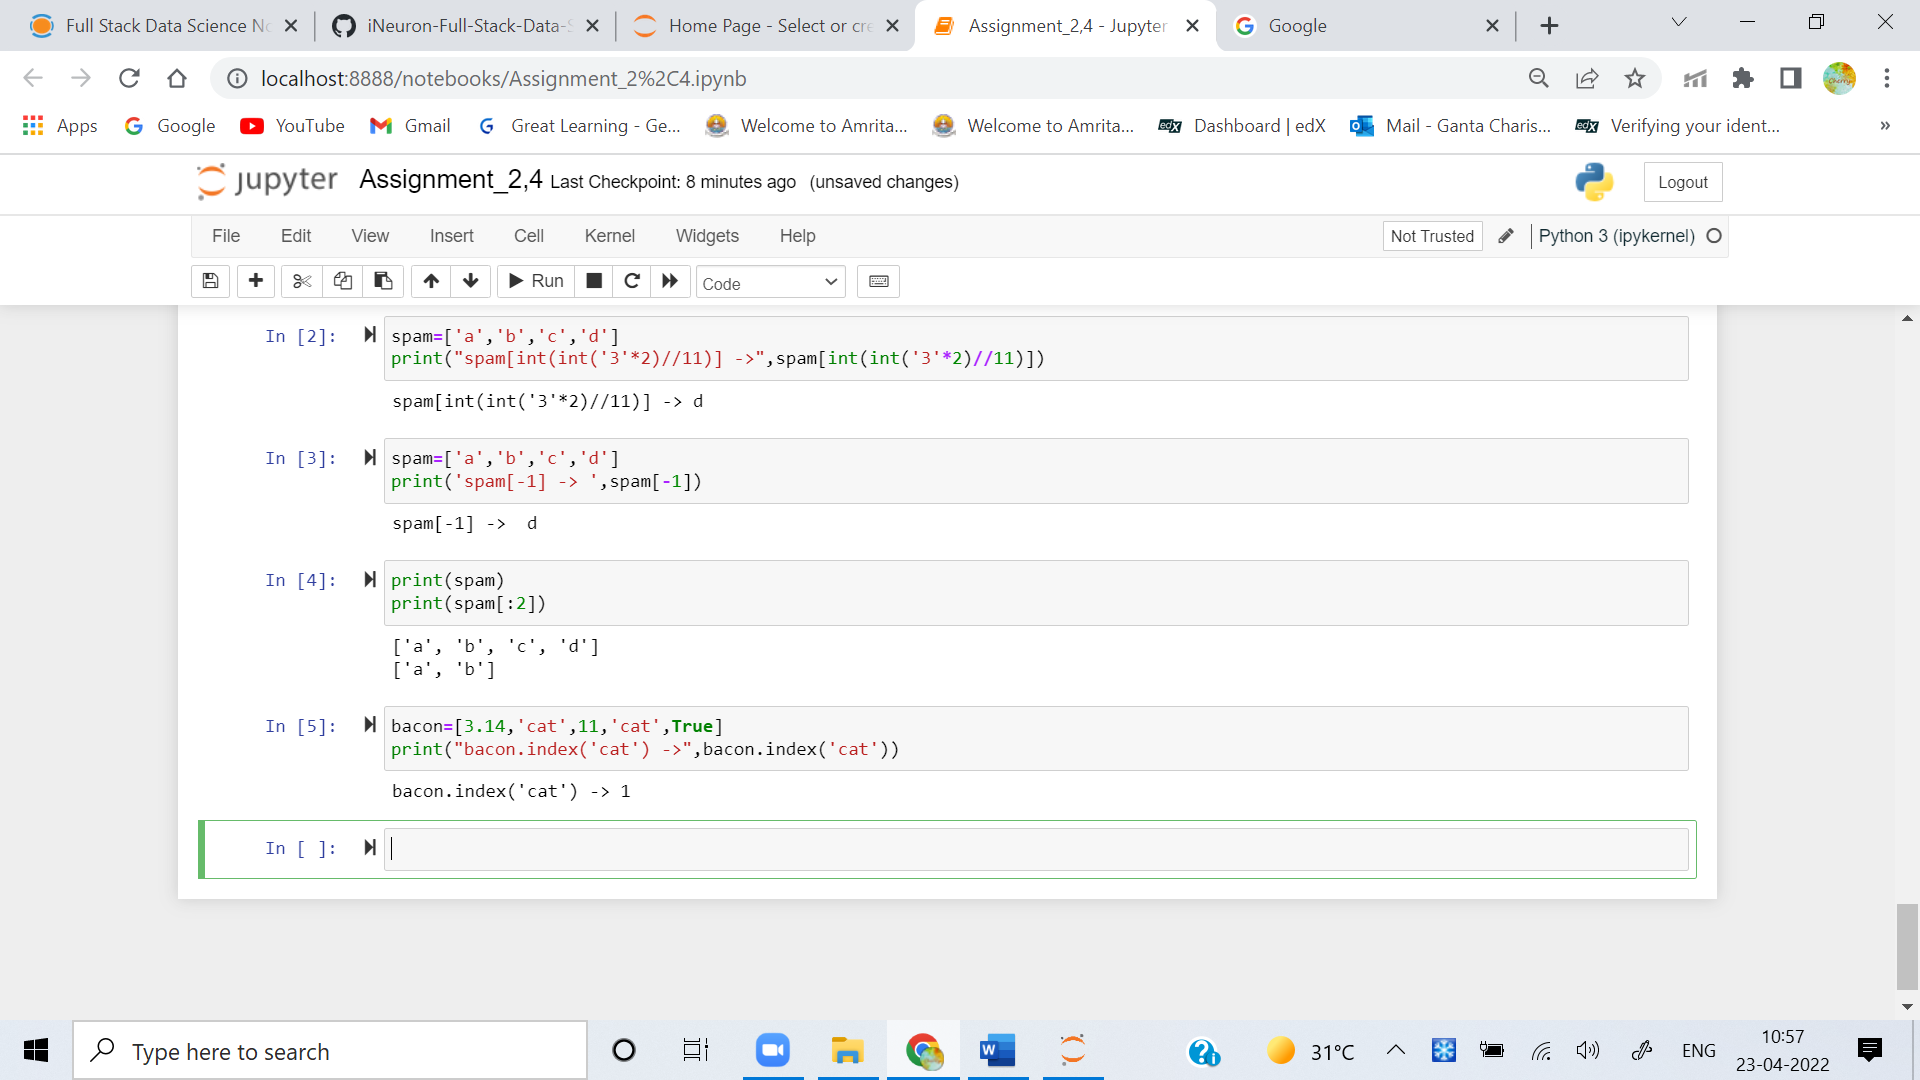 Full Stack Data Science No
iNeuron-Full-Stack-Data-S
Home Page - Select or cre
Assignment_2,4 - Jupyter
Google
localhost:8888/notebooks/Assignment_2%2C4.ipynb
Apps
Google
YouTube
Gmail
Great Learning - Ge...
Welcome to Amrita...
Welcome to Amrita...
edX Dashboard | edX
Mail - Ganta Charis...
edX Verifying your ident...
»
jupyter Assignment_2,4 Last Checkpoint: 8 minutes ago (unsaved changes)
Logout
File Edit View Insert Cell Kernel Widgets Help
Not Trusted
Python 3 (ipykernel)
Run
Code
In [2]: spam=['a','b','c','d']
print("spam[int(int('3'*2)//11)] ->",spam[int(int('3'*2)//11)])
spam[int(int('3'*2)//11)] -> d
In [3]: spam=['a','b','c','d']
print('spam[-1] -> ',spam[-1])
spam[-1] ->  d
In [4]: print(spam)
print(spam[:2])
['a', 'b', 'c', 'd']
['a', 'b']
In [5]: bacon=[3.14,'cat',11,'cat',True]
print("bacon.index('cat') ->",bacon.index('cat'))
bacon.index('cat') -> 1
In [ ]:
Type here to search
31°C
ENG
10:57
23-04-2022